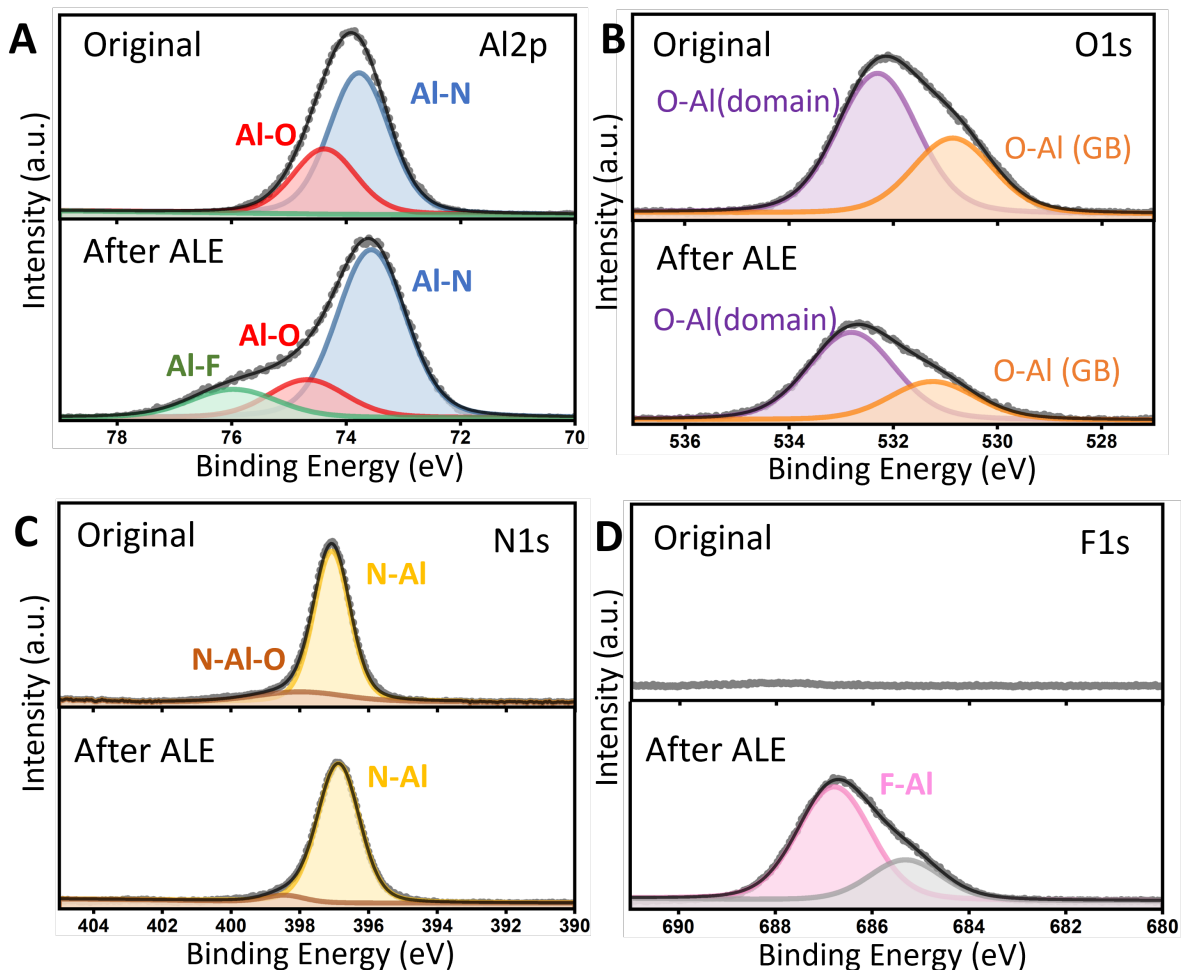 A
Original
Al2p
Al-N
Al-O
After ALE
Al-N
Al-O
Al-F
78 76 74 72 70
Binding Energy (eV)
Intensity (a.u.)
B
Original
O1s
O-Al(domain)
O-Al (GB)
After ALE
O-Al(domain)
O-Al (GB)
536 534 532 530 528
Binding Energy (eV)
Intensity (a.u.)
C
Original
N1s
N-Al
N-Al-O
After ALE
N-Al
404 402 400 398 396 394 392 390
Binding Energy (eV)
Intensity (a.u.)
D
Original
F1s
After ALE
F-Al
690 688 686 684 682 680
Binding Energy (eV)
Intensity (a.u.)